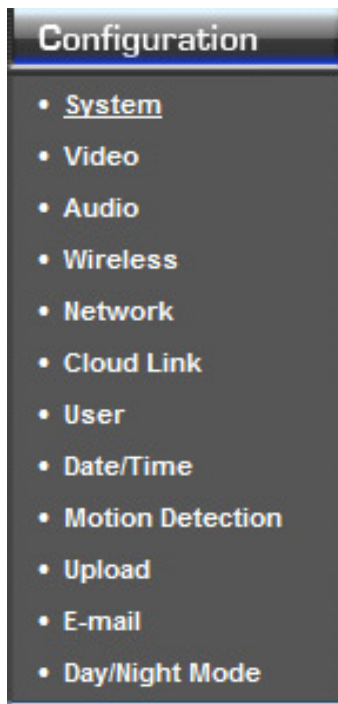 Configuration
• System
• Video
• Audio
• Wireless
• Network
• Cloud Link
• User
• Date/Time
• Motion Detection
• Upload
• E-mail
• Day/Night Mode